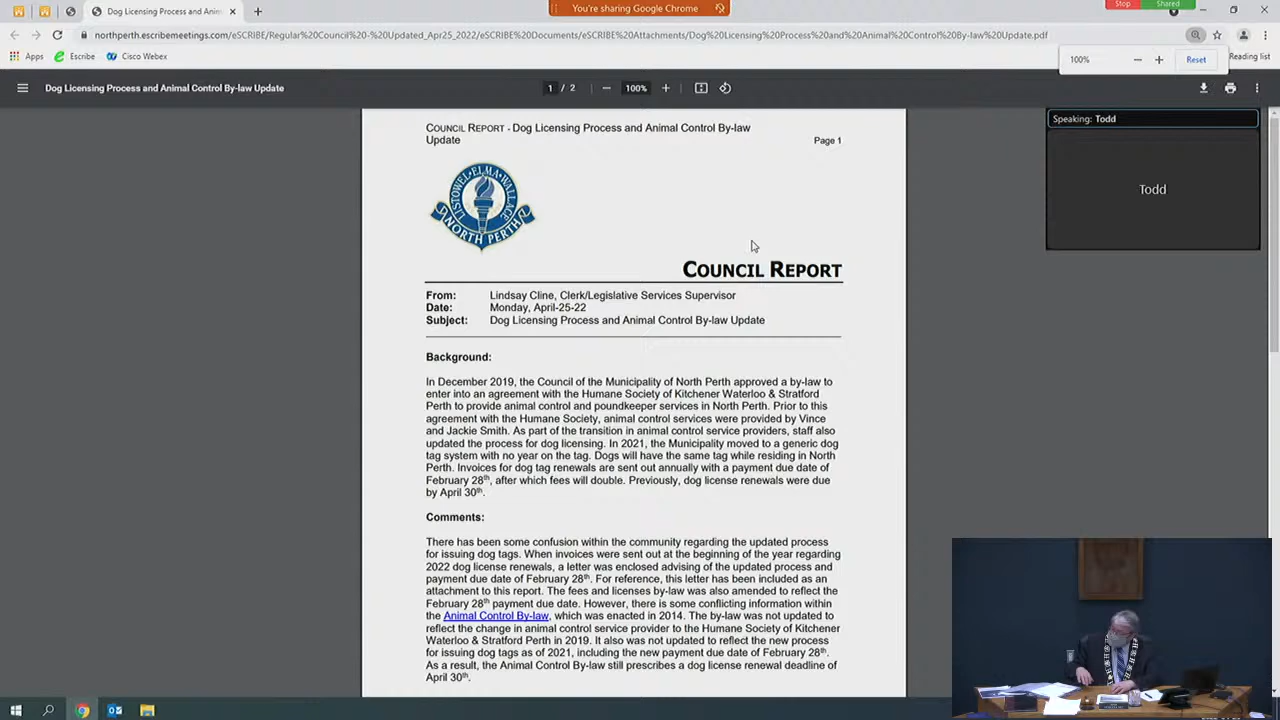 Dog Licensing Process and Anim
You're sharing Google Chrome
Stop
Shared
northperth.escribemeetings.com/eSCRIBE/Regular%20Council%20-%20Updated_Apr25_2022/eSCRIBE%20Documents/eSCRIBE%20Attachments/Dog%20Licensing%20Process%20and%20Animal%20Control%20By-law%20Update.pdf
Apps
Escribe
Cisco Webex
100%
Reset
Reading list
Dog Licensing Process and Animal Control By-law Update
1 / 2
100%
COUNCIL REPORT - Dog Licensing Process and Animal Control By-law
Update
Page 1
Speaking: Todd
Todd
LISTOWEL·ELMA·WALLACE
NORTH PERTH
COUNCIL REPORT
From: Lindsay Cline, Clerk/Legislative Services Supervisor
Date: Monday, April-25-22
Subject: Dog Licensing Process and Animal Control By-law Update
Background:
In December 2019, the Council of the Municipality of North Perth approved a by-law to
enter into an agreement with the Humane Society of Kitchener Waterloo & Stratford
Perth to provide animal control and poundkeeper services in North Perth. Prior to this
agreement with the Humane Society, animal control services were provided by Vince
and Jackie Smith. As part of the transition in animal control service providers, staff also
updated the process for dog licensing. In 2021, the Municipality moved to a generic dog
tag system with no year on the tag. Dogs will have the same tag while residing in North
Perth. Invoices for dog tag renewals are sent out annually with a payment due date of
February 28th, after which fees will double. Previously, dog license renewals were due
by April 30th.
Comments:
There has been some confusion within the community regarding the updated process
for issuing dog tags. When invoices were sent out at the beginning of the year regarding
2022 dog license renewals, a letter was enclosed advising of the updated process and
payment due date of February 28th. For reference, this letter has been included as an
attachment to this report. The fees and licenses by-law was also amended to reflect the
February 28th payment due date. However, there is some conflicting information within
the Animal Control By-law, which was enacted in 2014. The by-law was not updated to
reflect the change in animal control service provider to the Humane Society of Kitchener
Waterloo & Stratford Perth in 2019. It also was not updated to reflect the new process
for issuing dog tags as of 2021, including the new payment due date of February 28th.
As a result, the Animal Control By-law still prescribes a dog license renewal deadline of
April 30th.